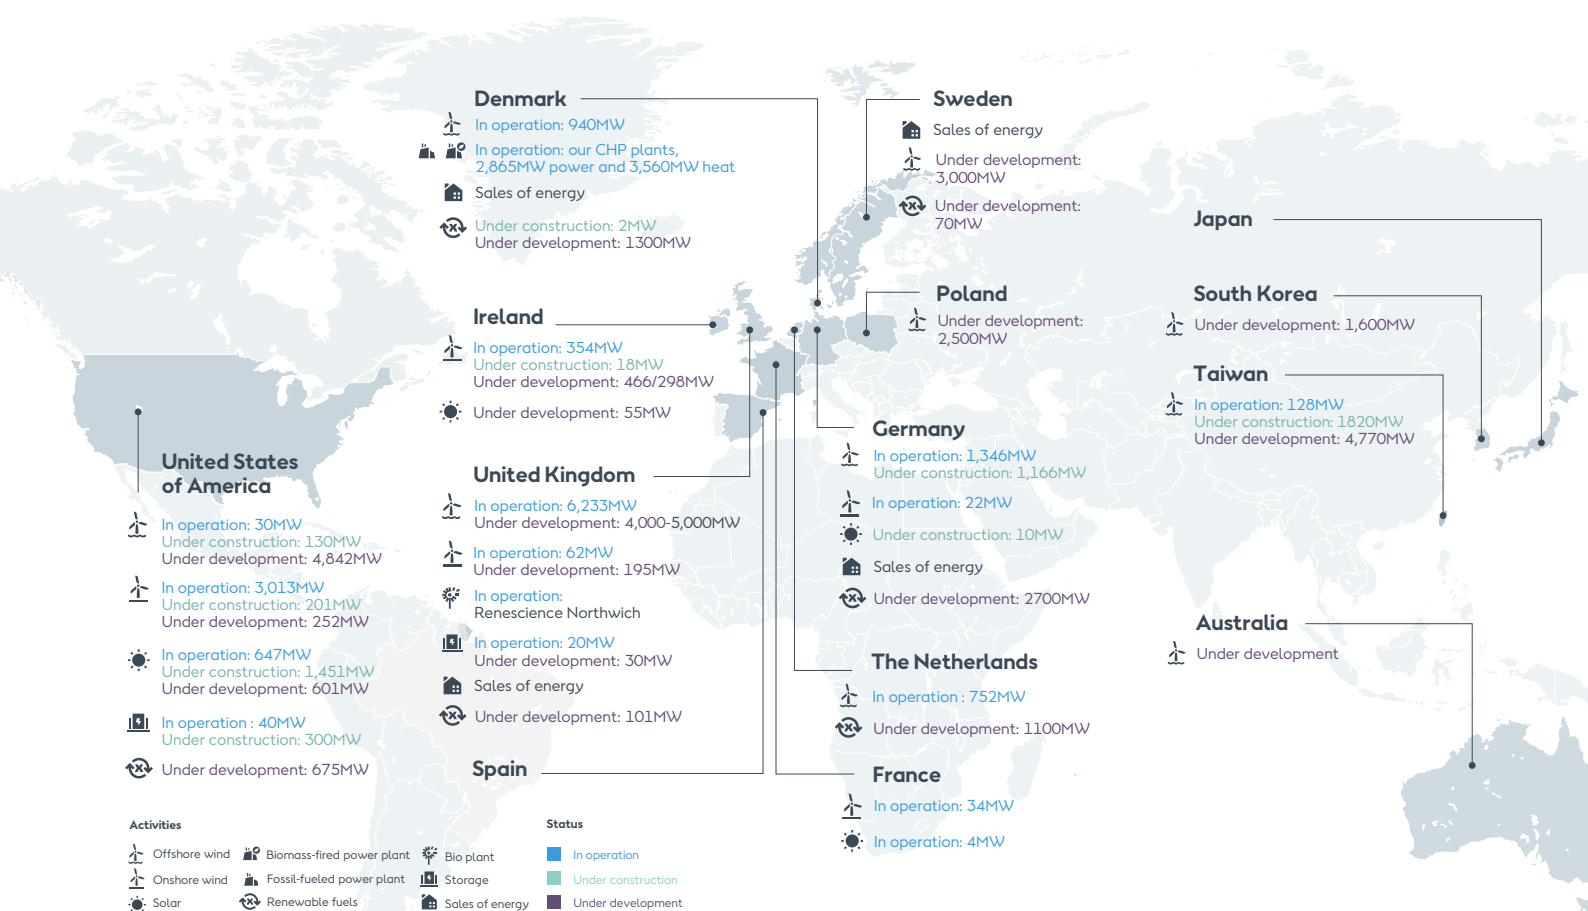 Denmark
In operation: 940MW
In operation: our CHP plants,
2,865MW power and 3,560MW heat
Sales of energy
Under construction: 2MW
Under development: 1300MW
Sweden
Sales of energy
Under development:
3,000MW
Under development:
70MW
Japan
Ireland
In operation: 354MW
Under construction: 18MW
Under development: 466/298MW
Under development: 55MW
Poland
Under development:
2,500MW
South Korea
Under development: 1,600MW
Taiwan
In operation: 128MW
Under construction: 1820MW
Under development: 4,770MW
United States
of America
In operation: 30MW
Under construction: 130MW
Under development: 4,842MW
In operation: 3,013MW
Under construction: 201MW
Under development: 252MW
In operation: 647MW
Under construction: 1,451MW
Under development: 601MW
In operation : 40MW
Under construction: 300MW
Under development: 675MW
United Kingdom
In operation: 6,233MW
Under development: 4,000-5,000MW
In operation: 62MW
Under development: 195MW
In operation:
Renescience Northwich
In operation: 20MW
Under development: 30MW
Sales of energy
Under development: 101MW
Spain
Germany
In operation: 1,346MW
Under construction: 1,166MW
In operation: 22MW
Under construction: 10MW
Sales of energy
Under development: 2700MW
The Netherlands
In operation : 752MW
Under development: 1100MW
France
In operation: 34MW
In operation: 4MW
Australia
Under development
Activities
Offshore wind
Onshore wind
Solar
Biomass-fired power plant
Fossil-fueled power plant
Renewable fuels
Bio plant
Storage
Sales of energy
Status
In operation
Under construction
Under development